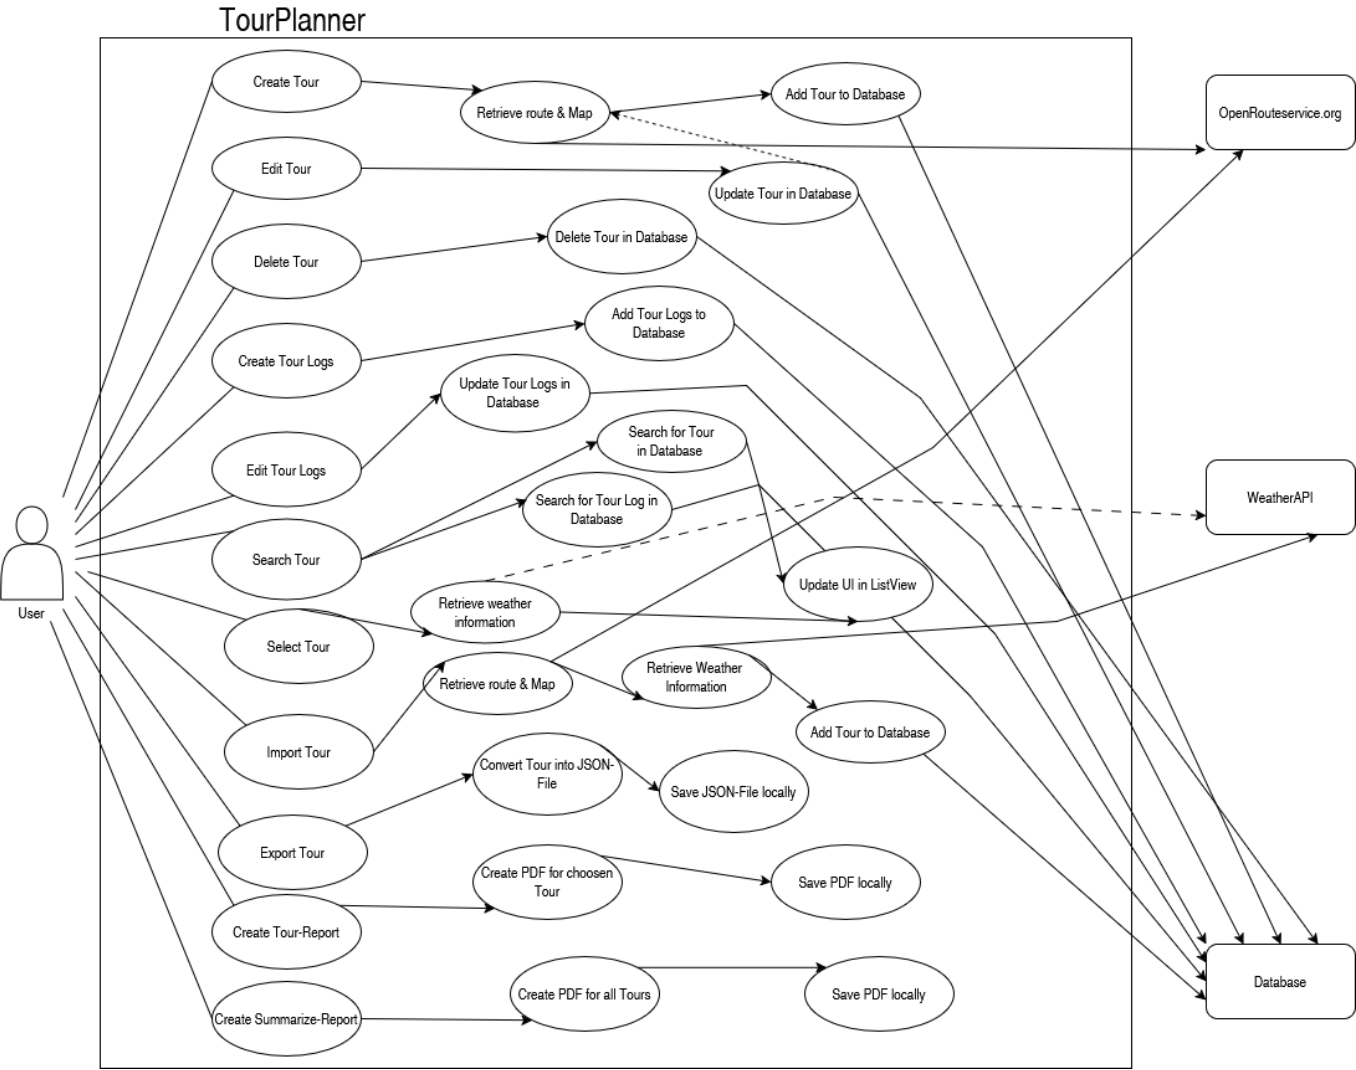 TourPlanner
Create Tour
Retrieve route & Map
Add Tour to Database
OpenRouteservice.org
Edit Tour
Update Tour in Database
Delete Tour
Delete Tour in Database
Create Tour Logs
Add Tour Logs to
Database
Update Tour Logs in
Database
Edit Tour Logs
Search for Tour
in Database
Search for Tour Log in
Database
WeatherAPI
Search Tour
Update UI in ListView
User
Retrieve weather
information
Select Tour
Retrieve route & Map
Retrieve Weather
Information
Import Tour
Add Tour to Database
Convert Tour into JSON-
File
Save JSON-File locally
Export Tour
Create PDF for choosen
Tour
Save PDF locally
Create Tour-Report
Create PDF for all Tours
Save PDF locally
Database
Create Summarize-Report